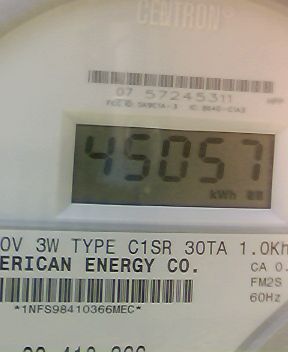 CENTRON®
07 57245311
45057
kWh
0V 3W TYPE C1SR 30TA 1.0Kh
ERICAN ENERGY CO.
CA 0.
FM2S
*1NFS98410366MEC*
60Hz